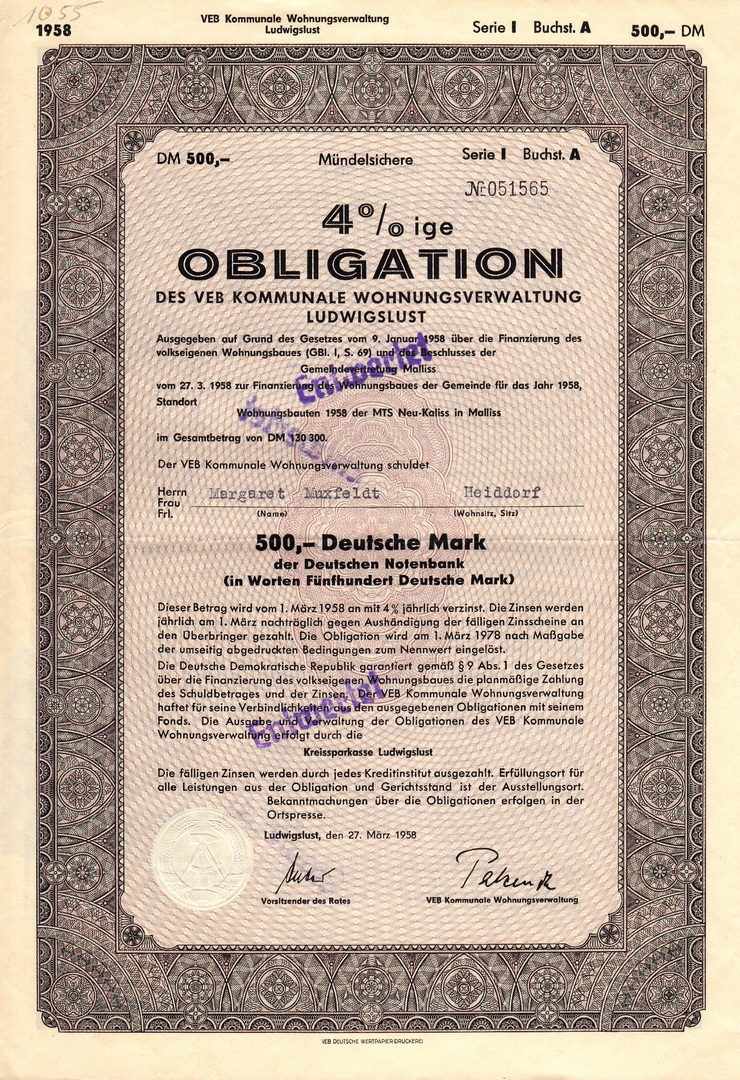 1055
1958
VEB Kommunale Wohnungsverwaltung
Ludwigslust
Serie I Buchst. A 500,– DM
DM 500,– Mündelsichere Serie I Buchst. A
№ 051565
4% ige
OBLIGATION
DES VEB KOMMUNALE WOHNUNGSVERWALTUNG
LUDWIGSLUST
Ausgegeben auf Grund des Gesetzes vom 9. Januar 1958 über die Finanzierung des
volkseigenen Wohnungsbaues (GBl. I, S. 69) und des Beschlusses der
Gemeindevertretung Malliss
vom 27. 3. 1958 zur Finanzierung des Wohnungsbaues der Gemeinde für das Jahr 1958,
Standort
Wohnungsbauten 1958 der MTS Neu-Kaliss in Malliss
im Gesamtbetrag von DM 130 300.
Entwertet
Der VEB Kommunale Wohnungsverwaltung schuldet
Herrn
Frau Margaret Muxfeldt Heiddorf
Frl. (Name) (Wohnsitz, Sitz)
500,– Deutsche Mark
der Deutschen Notenbank
(in Worten Fünfhundert Deutsche Mark)
Dieser Betrag wird vom 1. März 1958 an mit 4% jährlich verzinst. Die Zinsen werden
jährlich am 1. März nachträglich gegen Aushändigung der fälligen Zinsscheine an
den Überbringer gezahlt. Die Obligation wird am 1. März 1978 nach Maßgabe
der umseitig abgedruckten Bedingungen zum Nennwert eingelöst.
Die Deutsche Demokratische Republik garantiert gemäß § 9 Abs. 1 des Gesetzes
über die Finanzierung des volkseigenen Wohnungsbaues die planmäßige Zahlung
des Schuldbetrages und der Zinsen. Der VEB Kommunale Wohnungsverwaltung
haftet für seine Verbindlichkeiten aus den ausgegebenen Obligationen mit seinem
Fonds. Die Ausgabe und Verwaltung der Obligationen des VEB Kommunale
Wohnungsverwaltung erfolgt durch die
Entwertet
Kreissparkasse Ludwigslust
Die fälligen Zinsen werden durch jedes Kreditinstitut ausgezahlt. Erfüllungsort für
alle Leistungen aus der Obligation und Gerichtsstand ist der Ausstellungsort.
Bekanntmachungen über die Obligationen erfolgen in der
Ortspresse.
Ludwigslust, den 27. März 1958
Vorsitzender des Rates VEB Kommunale Wohnungsverwaltung
VEB DEUTSCHE WERTPAPIER-DRUCKEREI